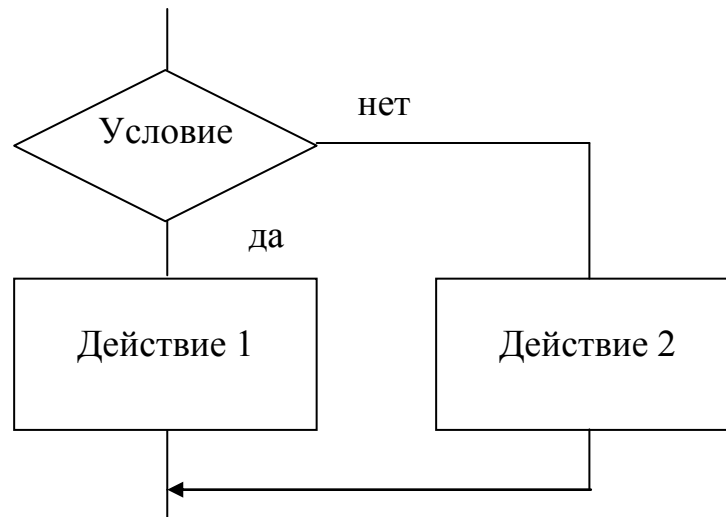 нет
Условие
да
Действие 1
Действие 2